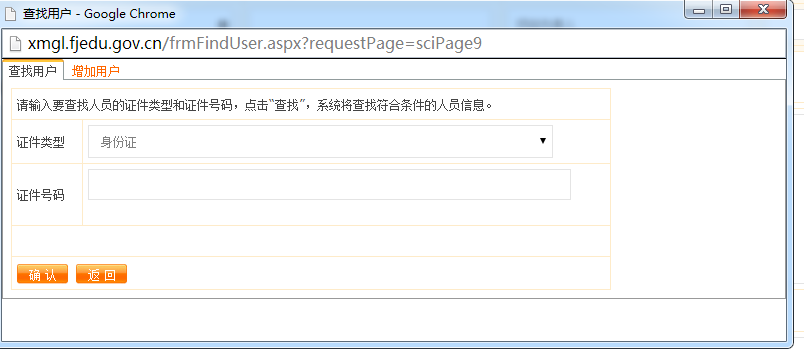 查找用户 - Google Chrome
xmgl.fjedu.gov.cn/frmFindUser.aspx?requestPage=sciPage9
查找用户 增加用户
请输入要查找人员的证件类型和证件号码，点击“查找”，系统将查找符合条件的人员信息。
证件类型 身份证
证件号码
确 认 返 回